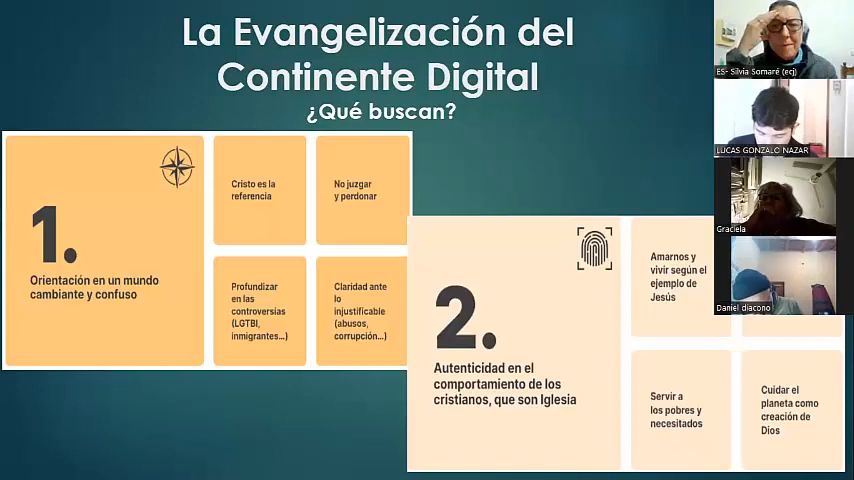 La Evangelización del
Continente Digital
¿Qué buscan?
1.
Orientación en un mundo
cambiante y confuso
Cristo es la
referencia
No juzgar
y perdonar
Profundizar
en las
controversias
(LGTBI,
inmigrantes...)
Claridad ante
lo
injustificable
(abusos,
corrupción...)
2.
Autenticidad en el
comportamiento de los
cristianos, que son Iglesia
Amarnos y
vivir según el
ejemplo de
Jesús
Servir a
los pobres y
necesitados
Cuidar el
planeta como
creación de
Dios
ES- Silvia Somaré (ecj)
LUCAS GONZALO NAZAR
Graciela
Daniel diacono